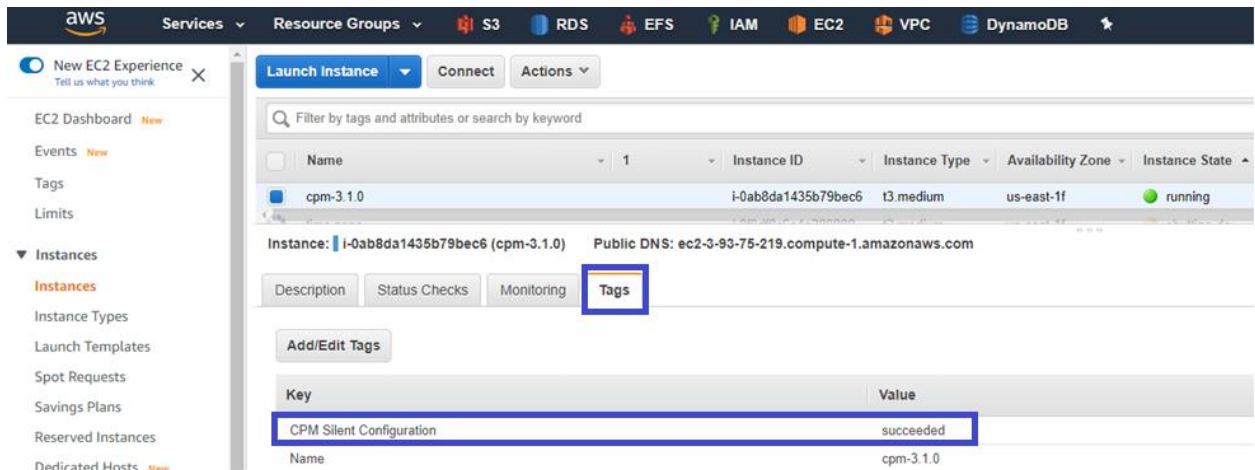 aws Services Resource Groups S3 RDS EFS IAM EC2 VPC DynamoDB
New EC2 Experience
Tell us what you think
EC2 Dashboard New
Events New
Tags
Limits
Instances
Instances
Instance Types
Launch Templates
Spot Requests
Savings Plans
Reserved Instances
Dedicated Hosts New
Launch Instance Connect Actions
Filter by tags and attributes or search by keyword
Name 1 Instance ID Instance Type Availability Zone Instance State
cpm-3.1.0 i-0ab8da1435b79bec6 t3.medium us-east-1f running
Instance: i-0ab8da1435b79bec6 (cpm-3.1.0) Public DNS: ec2-3-93-75-219.compute-1.amazonaws.com
Description Status Checks Monitoring Tags
Add/Edit Tags
Key Value
CPM Silent Configuration succeeded
Name cpm-3.1.0